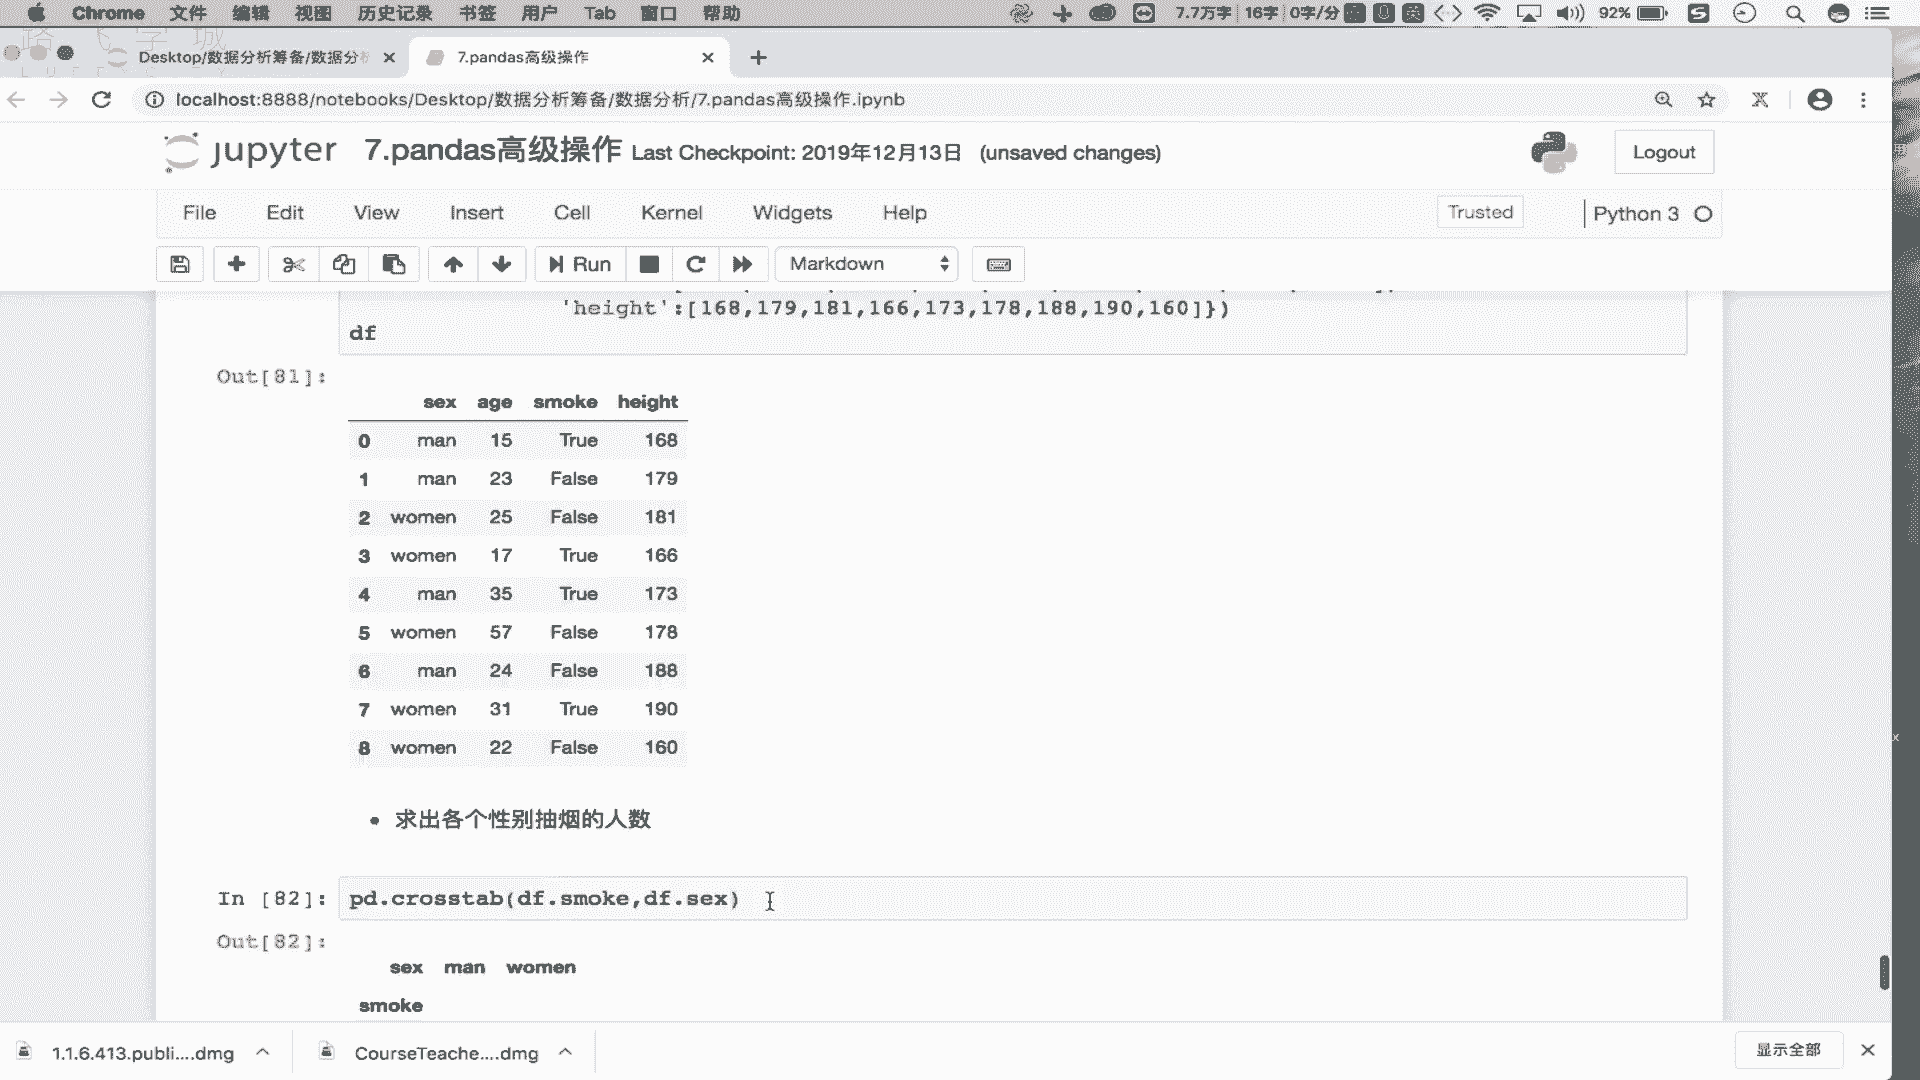 Chrome 文件 编辑 视图 历史记录 书签 用户 Tab 窗口 帮助 7.7万字 16字 0字/分 英 92% S
路飞学城
Desktop/数据分析筹备/数据分 7.pandas高级操作
localhost:8888/notebooks/Desktop/数据分析筹备/数据分析/7.pandas高级操作.ipynb
jupyter 7.pandas高级操作 Last Checkpoint: 2019年12月13日 (unsaved changes) Logout
File Edit View Insert Cell Kernel Widgets Help Trusted Python 3
Run Markdown
'height':[168,179,181,166,173,178,188,190,160]})
df
Out[81]:
sex age smoke height
0 man 15 True 168
1 man 23 False 179
2 women 25 False 181
3 women 17 True 166
4 man 35 True 173
5 women 57 False 178
6 man 24 False 188
7 women 31 True 190
8 women 22 False 160
• 求出各个性别抽烟的人数
In [82]: pd.crosstab(df.smoke,df.sex)
Out[82]:
sex man women
smoke
1.1.6.413.publi....dmg CourseTeache....dmg 显示全部